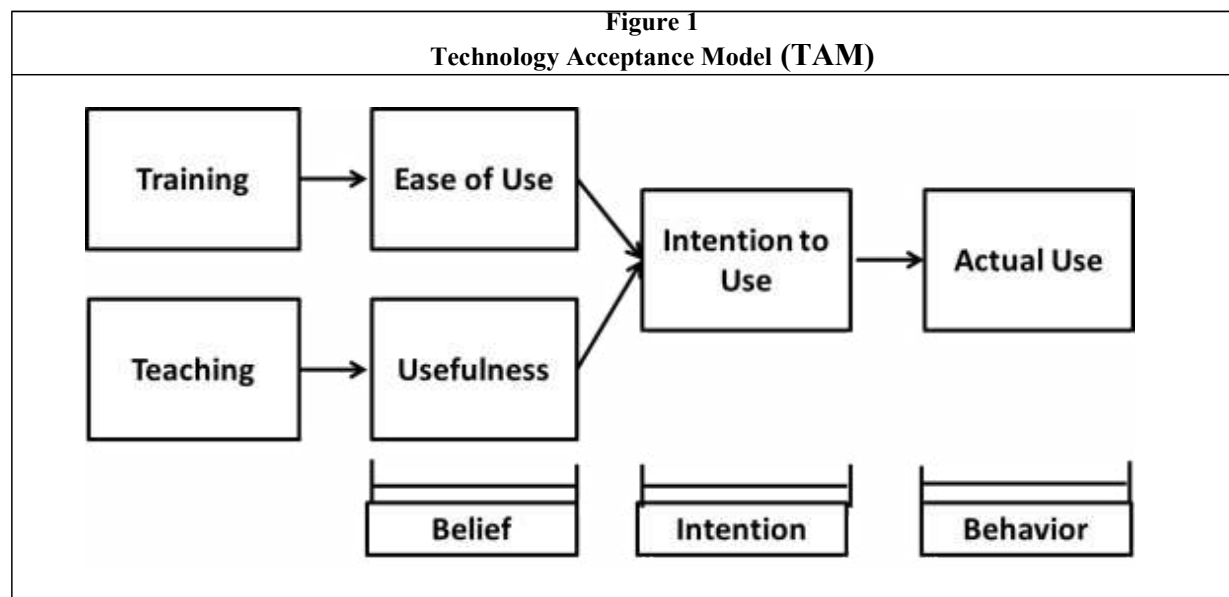 Figure 1
Technology Acceptance Model (TAM)
Training
Ease of Use
Intention to
Use
Actual Use
Teaching
Usefulness
Belief
Intention
Behavior